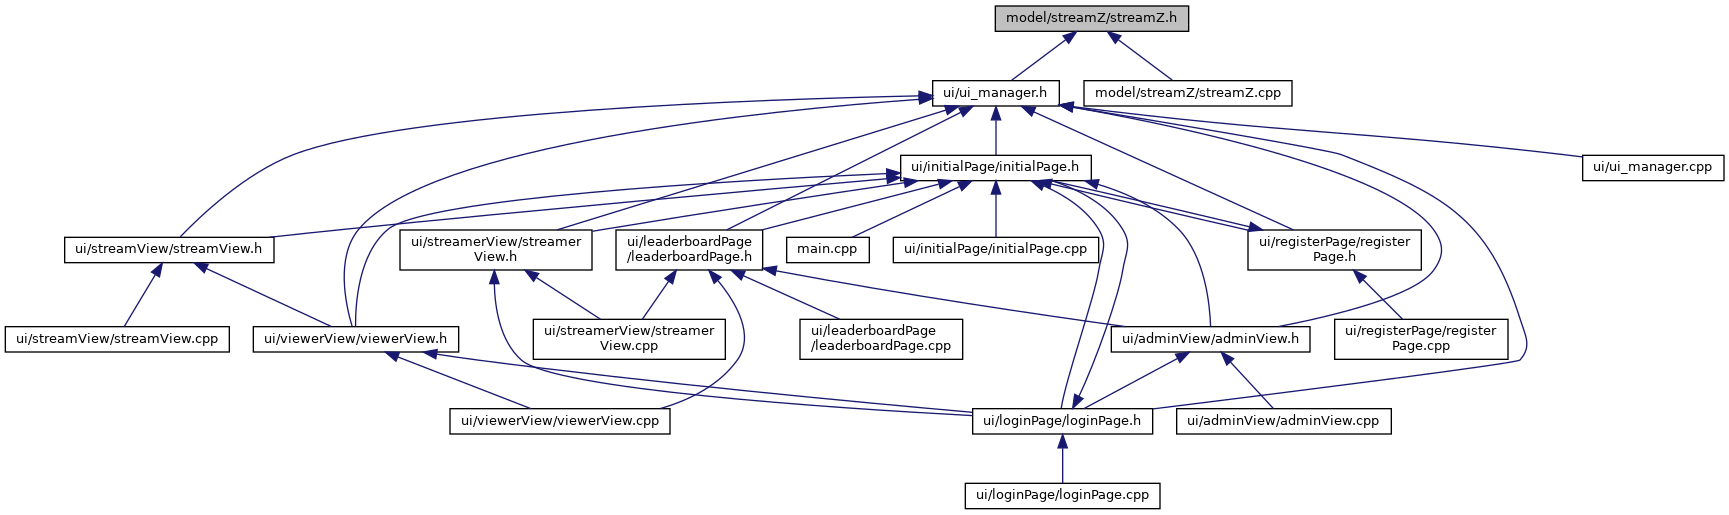 model/streamZ/streamZ.h
ui/ui_manager.h
model/streamZ/streamZ.cpp
ui/initialPage/initialPage.h
ui/ui_manager.cpp
ui/streamView/streamView.h
ui/streamerView/streamer
View.h
ui/leaderboardPage
/leaderboardPage.h
main.cpp
ui/initialPage/initialPage.cpp
ui/registerPage/register
Page.h
ui/streamView/streamView.cpp
ui/viewerView/viewerView.h
ui/streamerView/streamer
View.cpp
ui/leaderboardPage
/leaderboardPage.cpp
ui/adminView/adminView.h
ui/registerPage/register
Page.cpp
ui/viewerView/viewerView.cpp
ui/loginPage/loginPage.h
ui/adminView/adminView.cpp
ui/loginPage/loginPage.cpp